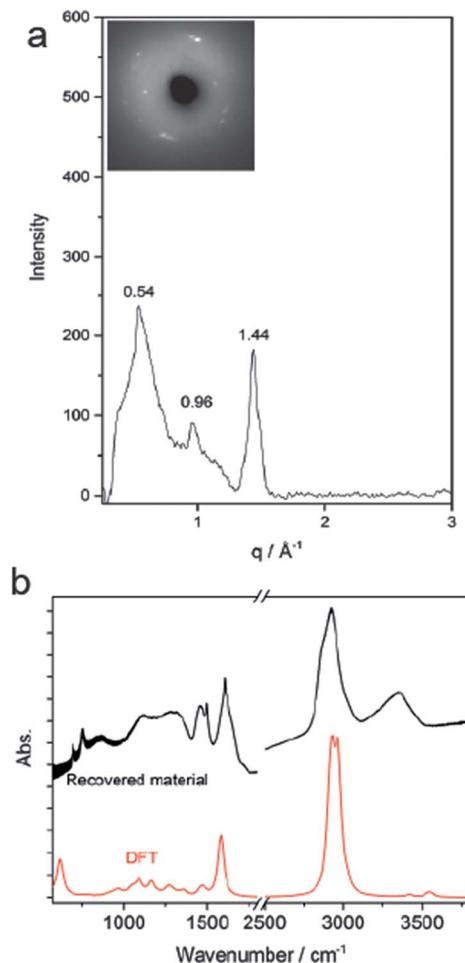 a
600
500
400
300
200
100
0
Intensity
0.54
0.96
1.44
1
2
3
q / Å⁻¹
b
Abs.
Recovered material
DFT
1000
1500
2500
3000
3500
Wavenumber / cm⁻¹